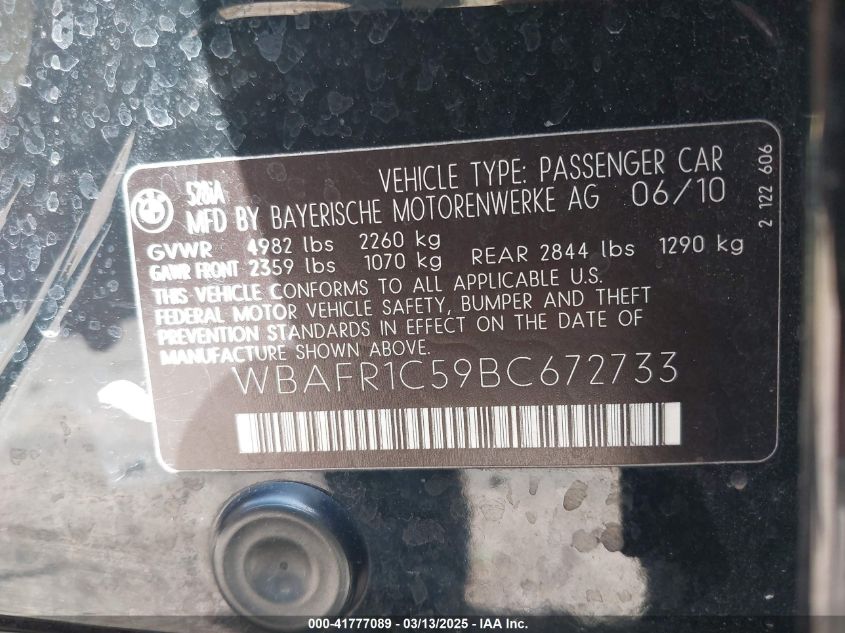 528iA
VEHICLE TYPE: PASSENGER CAR
MFD BY BAYERISCHE MOTORENWERKE AG 06/10
GVWR 4982 lbs 2260 kg
GAWR FRONT 2359 lbs 1070 kg REAR 2844 lbs 1290 kg
THIS VEHICLE CONFORMS TO ALL APPLICABLE U.S.
FEDERAL MOTOR VEHICLE SAFETY, BUMPER AND THEFT
PREVENTION STANDARDS IN EFFECT ON THE DATE OF
MANUFACTURE SHOWN ABOVE.
WBAFR1C59BC672733
2 122 606
000-41777089 - 03/13/2025 - IAA Inc.